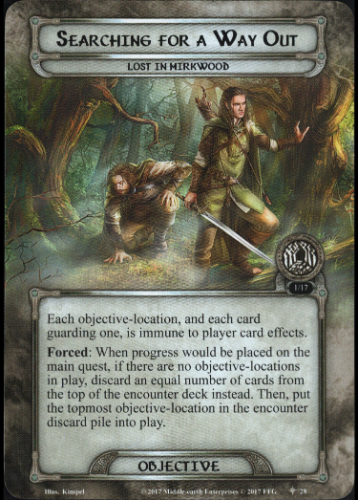 SEARCHING FOR A WAY OUT
LOST IN MIRKWOOD
1/17
Each objective-location, and each card
guarding one, is immune to player card effects.
Forced: When progress would be placed on the
main quest, if there are no objective-locations
in play, discard an equal number of cards from
the top of the encounter deck instead. Then, put
the topmost objective-location in the encounter
discard pile into play.
OBJECTIVE
Illus. Kimpel
©2017 Middle-earth Enterprises © 2017 FFG
28